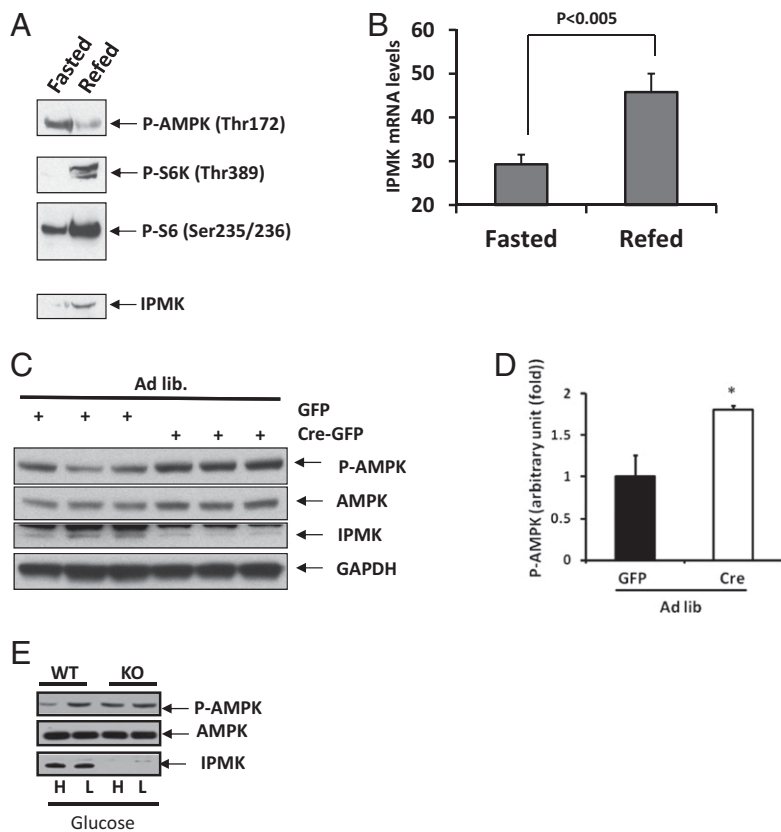 A
Fasted
Refed
P-AMPK (Thr172)
P-S6K (Thr389)
P-S6 (Ser235/236)
IPMK
B
P<0.005
IPMK mRNA levels
60
50
40
30
20
Fasted
Refed
C
Ad lib.
+ + + GFP
+ + + Cre-GFP
P-AMPK
AMPK
IPMK
GAPDH
D
P-AMPK (arbitrary unit (fold))
2
1.5
1
0.5
0
*
GFP
Cre
Ad lib
E
WT KO
P-AMPK
AMPK
IPMK
H L H L
Glucose